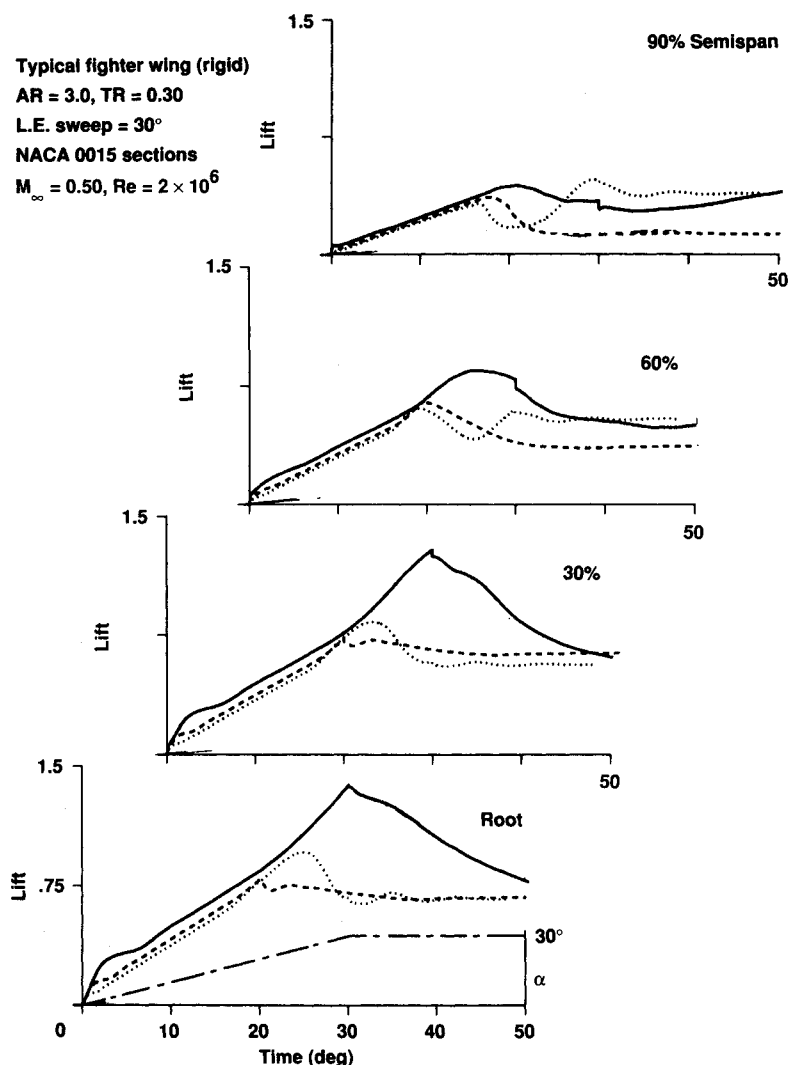 Typical fighter wing (rigid)
AR = 3.0, TR = 0.30
L.E. sweep = 30°
NACA 0015 sections
M∞ = 0.50, Re = 2 × 10⁶
1.5
90% Semispan
Lift
50
1.5
60%
Lift
50
1.5
30%
Lift
50
1.5
Root
.75
Lift
30°
α
0
10
20
30
40
50
Time (deg)